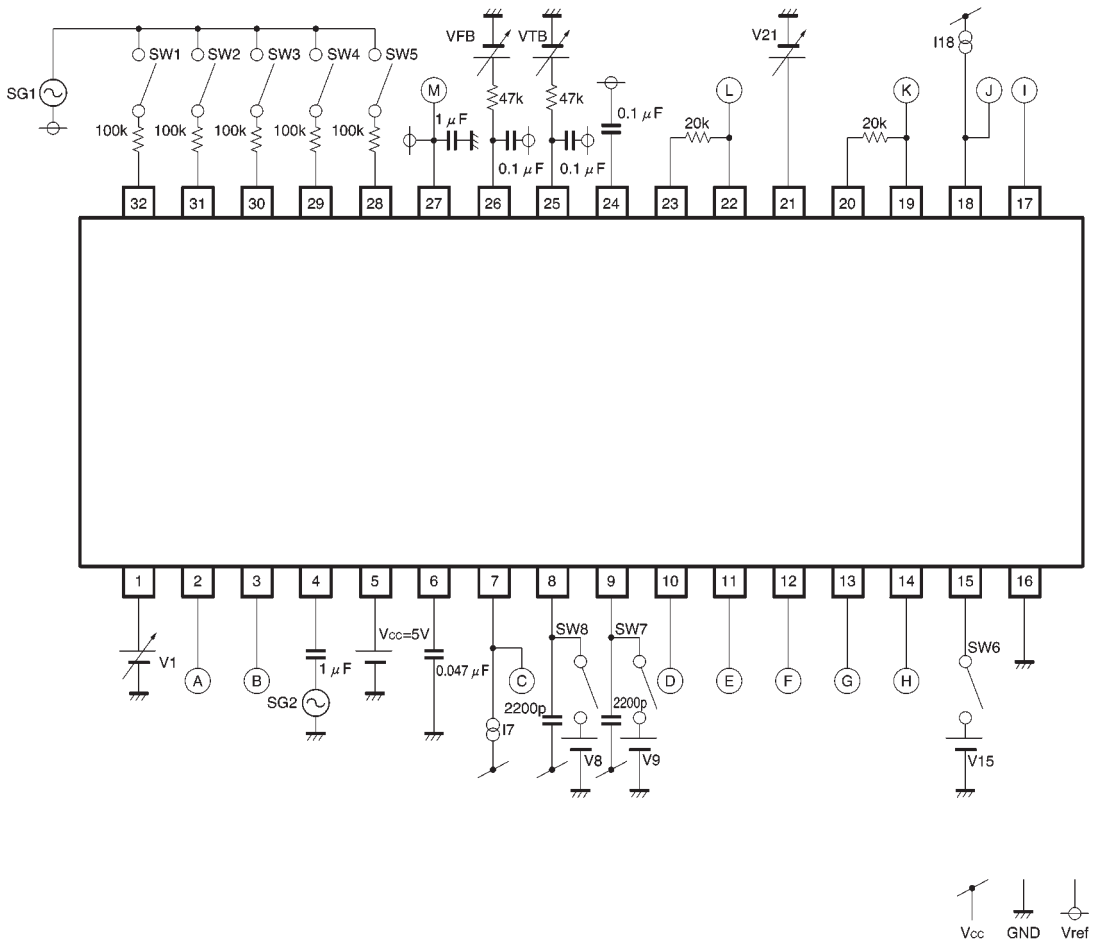 VFB VTB V21 I18
SW1 SW2 SW3 SW4 SW5
SG1
M L K J I
47k 47k
1 μF 0.1 μF
100k 100k 100k 100k 100k
20k 20k
0.1 μF 0.1 μF
32 31 30 29 28 27 26 25 24 23 22 21 20 19 18 17
1 2 3 4 5 6 7 8 9 10 11 12 13 14 15 16
Vcc=5V SW8 SW7
V1 SW6
1 μF 0.047 μF
A B C D E F G H
SG2 2200p 2200p
I7
V8 V9 V15
Vcc GND Vref